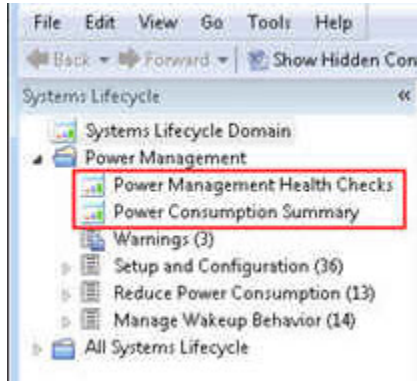 File Edit View Go Tools Help
Back Forward Show Hidden Con
Systems Lifecycle «
Systems Lifecycle Domain
Power Management
Power Management Health Checks
Power Consumption Summary
Warnings (3)
Setup and Configuration (36)
Reduce Power Consumption (13)
Manage Wakeup Behavior (14)
All Systems Lifecycle